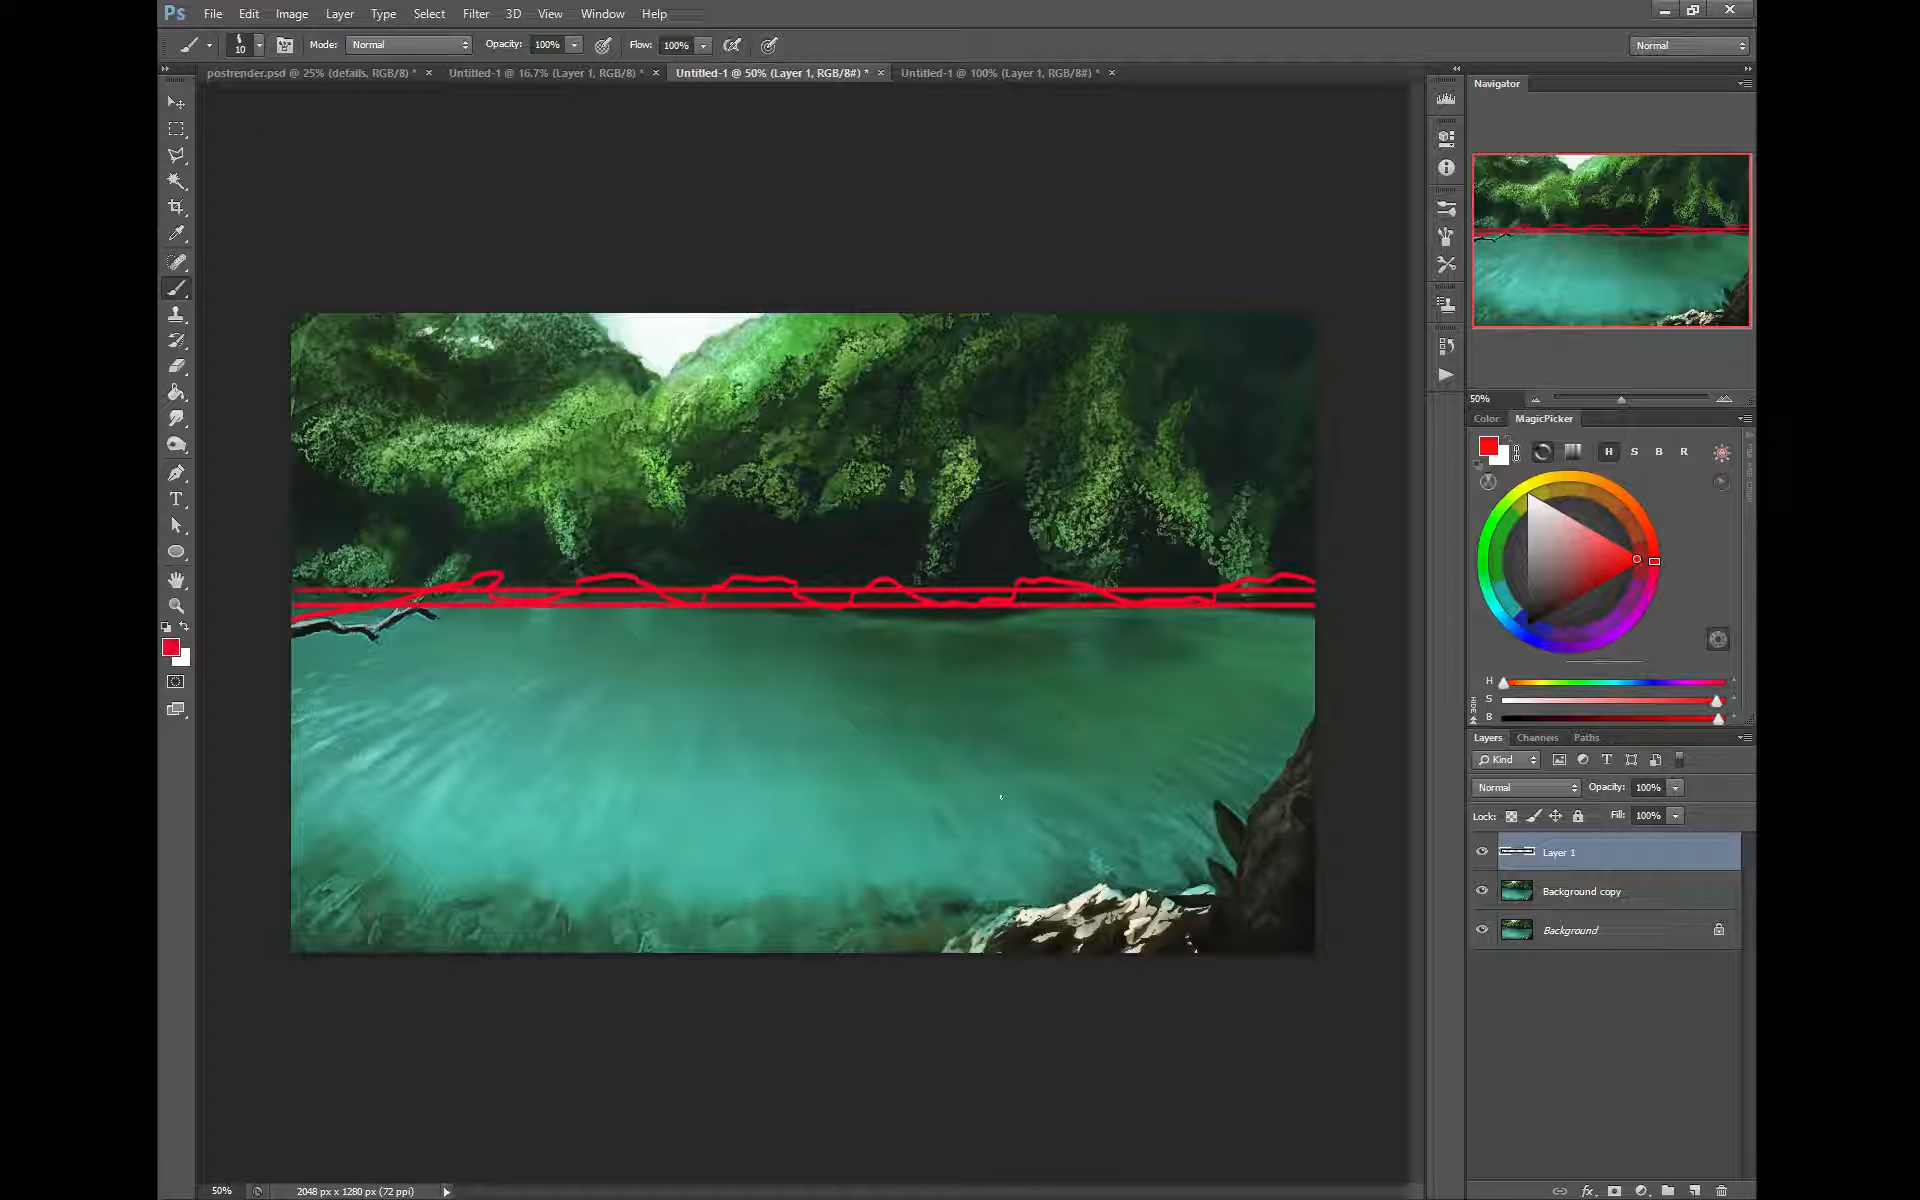 Ps File Edit Image Layer Type Select Filter 3D View Window Help
10 Mode: Normal Opacity: 100% Flow: 100% Normal
postrender.psd @ 25% (details, RGB/8) * × Untitled-1 @ 16.7% (Layer 1, RGB/8) * × Untitled-1 @ 50% (Layer 1, RGB/8#) * × Untitled-1 @ 100% (Layer 1, RGB/8#) * ×
Navigator
50%
Color MagicPicker
H S B R
H
S
B
HIDE
Layers Channels Paths
Kind
Normal Opacity: 100%
Lock: Fill: 100%
Layer 1
Background copy
Background
50% 2048 px x 1280 px (72 ppi)
fx